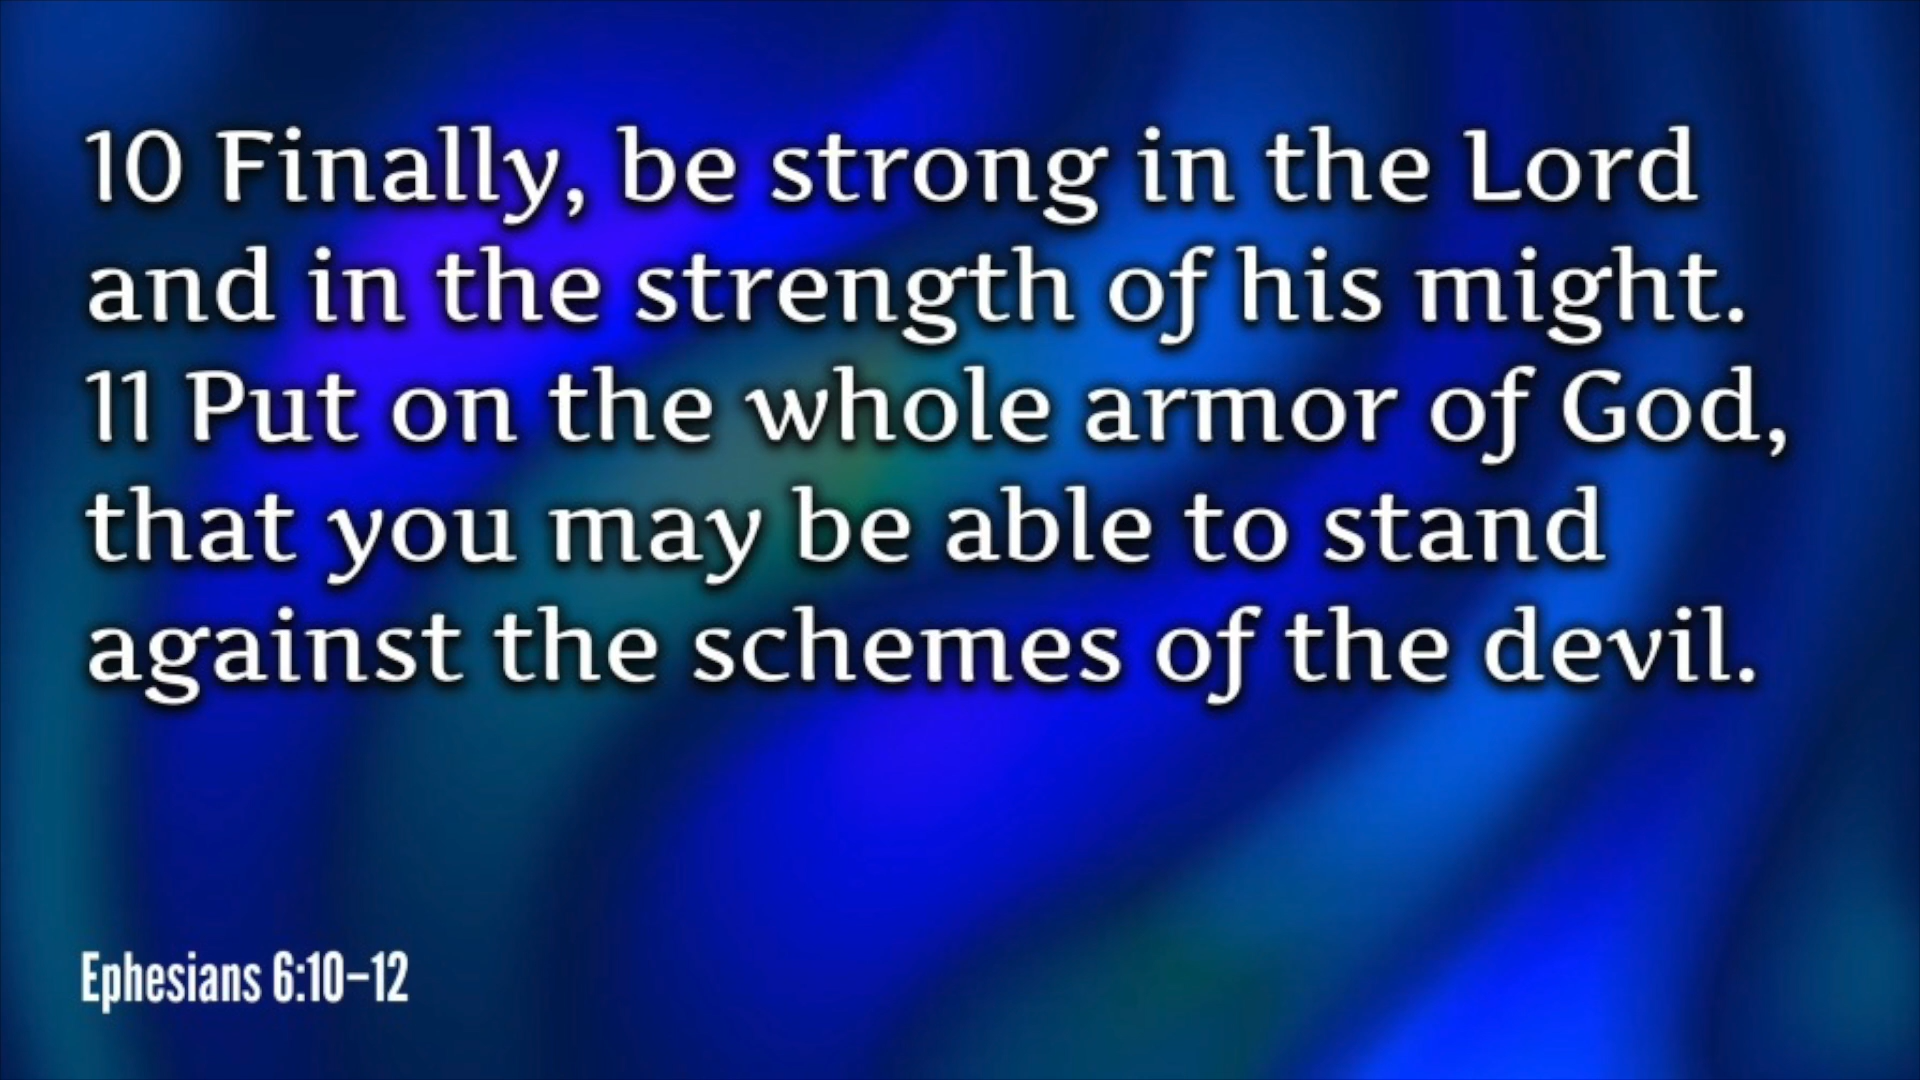 10 Finally, be strong in the Lord
and in the strength of his might.
11 Put on the whole armor of God,
that you may be able to stand
against the schemes of the devil.
Ephesians 6:10–12